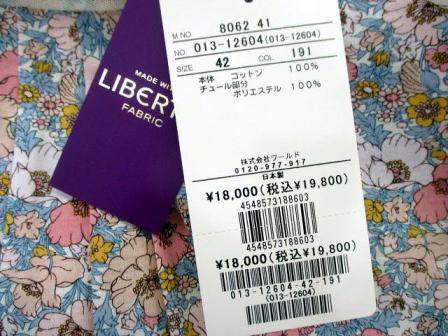 MADE WITH
LIBERT
FABRIC
M.NO 8062 41
NO 013-12604 (013-12604)
SIZE 42 COL 191
本体 コットン 100%
チュール部分
ポリエステル 100%
株式会社ワールド
0120-977-917
日本製
¥18,000(税込¥19,800)
4548573188603
4548573188603
¥18,000(税込¥19,800)
013-12604-42-191
(013-12604)